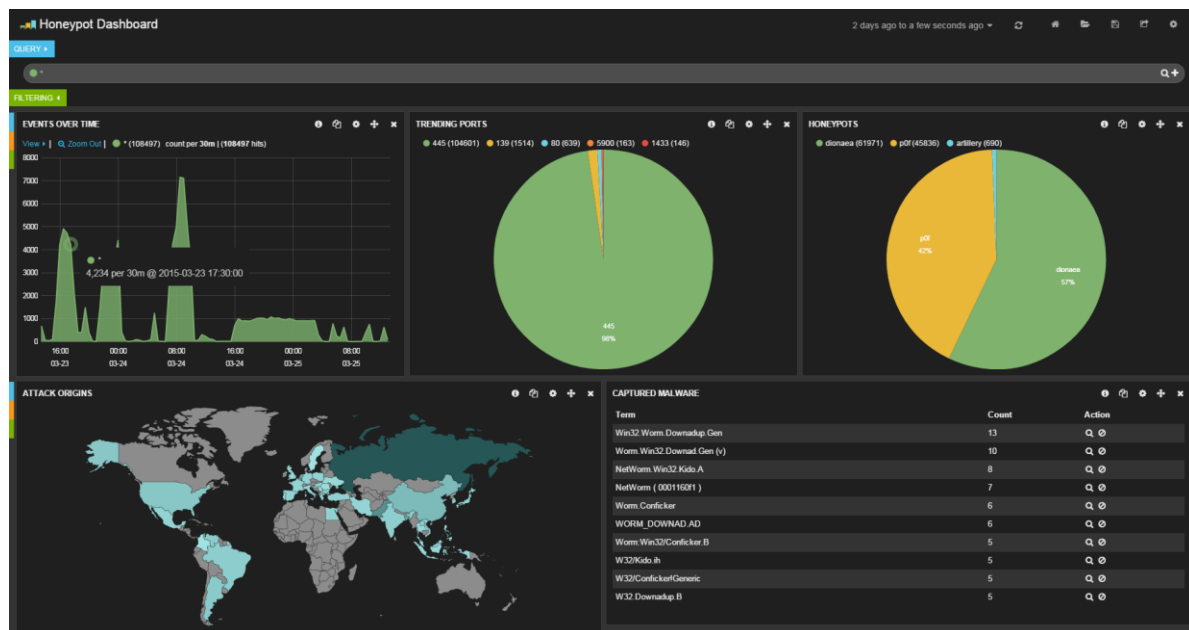 Honeypot Dashboard
2 days ago to a few seconds ago
QUERY
*
FILTERING
EVENTS OVER TIME
View | Zoom Out | * (108497) count per 30m | (108497 hits)
8000
7000
6000
5000
4000
3000
2000
1000
0
*
4,234 per 30m @ 2015-03-23 17:30:00
16:00 00:00 08:00 16:00 00:00 08:00
03-23 03-24 03-24 03-24 03-25 03-25
TRENDING PORTS
445 (104601) 139 (1514) 80 (639) 5900 (163) 1433 (146)
445
98%
HONEYPOTS
dionaea (61971) p0f (45836) artillery (690)
p0f
42%
dionaea
57%
ATTACK ORIGINS
CAPTURED MALWARE
Term Count Action
Win32.Worm.Downadup.Gen 13
Worm.Win32.Downad.Gen (v) 10
NetWorm.Win32.Kido.A 8
NetWorm ( 0001160f1 ) 7
Worm.Conficker 6
WORM_DOWNAD.AD 6
Worm:Win32/Conficker.B 5
W32/Kido.ih 5
W32/Conficker!Generic 5
W32.Downadup.B 5